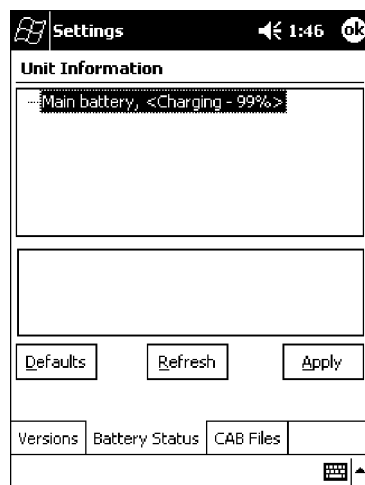 Settings 1:46 ok
Unit Information
Main battery, <Charging - 99%>
Defaults Refresh Apply
Versions Battery Status CAB Files